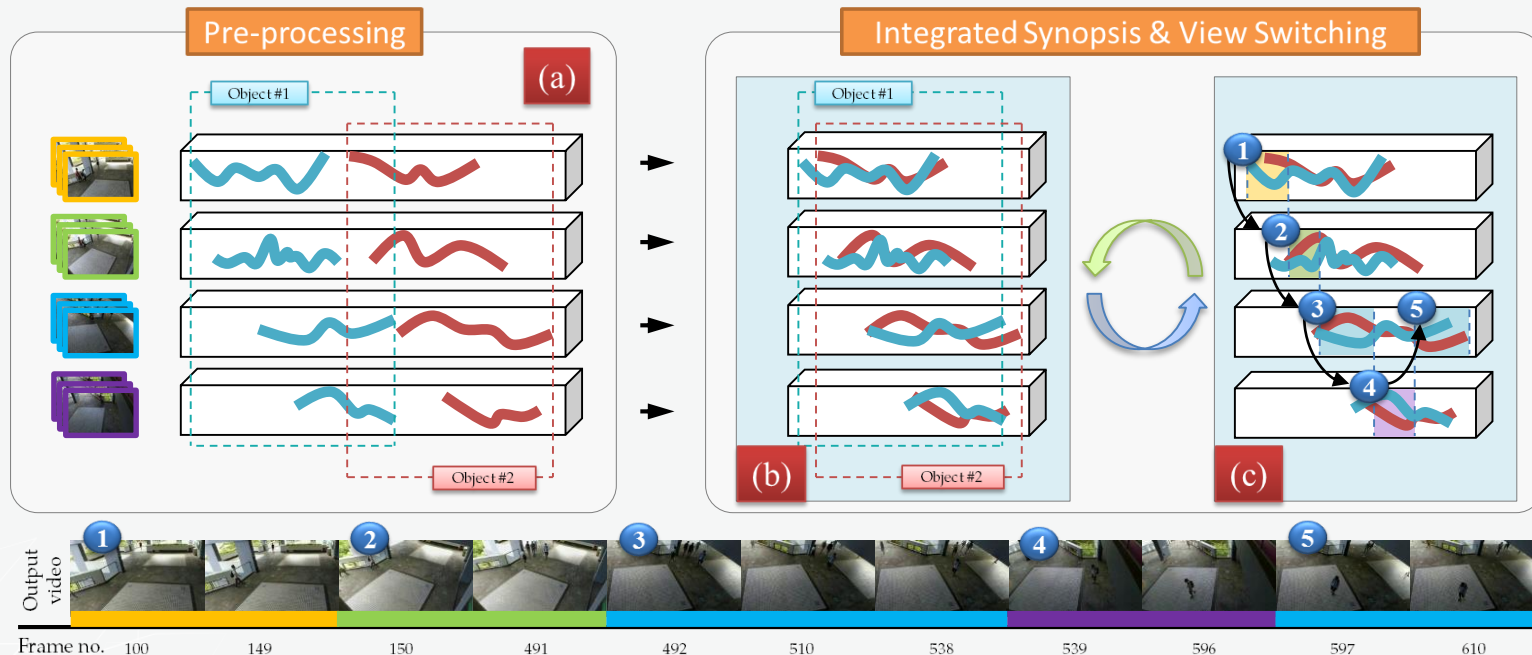 Pre-processing
Integrated Synopsis & View Switching
(a)
Object #1
Object #2
Object #1
Object #2
(b)
1
2
3
5
4
(c)
Output
video
1
2
3
4
5
Frame no. 100 149 150 491 492 510 538 539 596 597 610